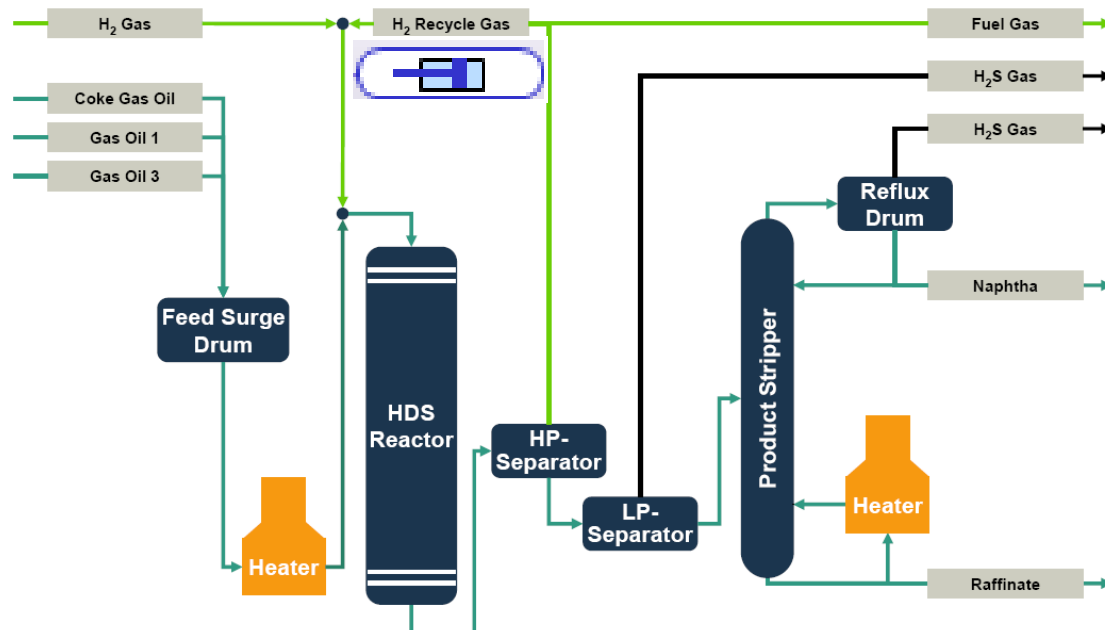 H₂ Gas
H₂ Recycle Gas
Fuel Gas
H₂S Gas
Coke Gas Oil
Gas Oil 1
H₂S Gas
Gas Oil 3
Reflux
Drum
Naphtha
Feed Surge
Drum
Product Stripper
HDS
Reactor
HP-
Separator
LP-
Separator
Heater
Heater
Raffinate